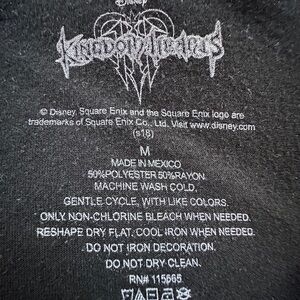 Disney
KINGDOM HEARTS
© Disney. Square Enix and the Square Enix logo are
trademarks of Square Enix Co., Ltd. Visit www.disney.com
(s18)
M
MADE IN MEXICO
50%POLYESTER 50%RAYON.
MACHINE WASH COLD.
GENTLE CYCLE, WITH LIKE COLORS.
ONLY NON-CHLORINE BLEACH WHEN NEEDED.
RESHAPE DRY FLAT. COOL IRON WHEN NEEDED.
DO NOT IRON DECORATION.
DO NOT DRY CLEAN.
RN# 115665